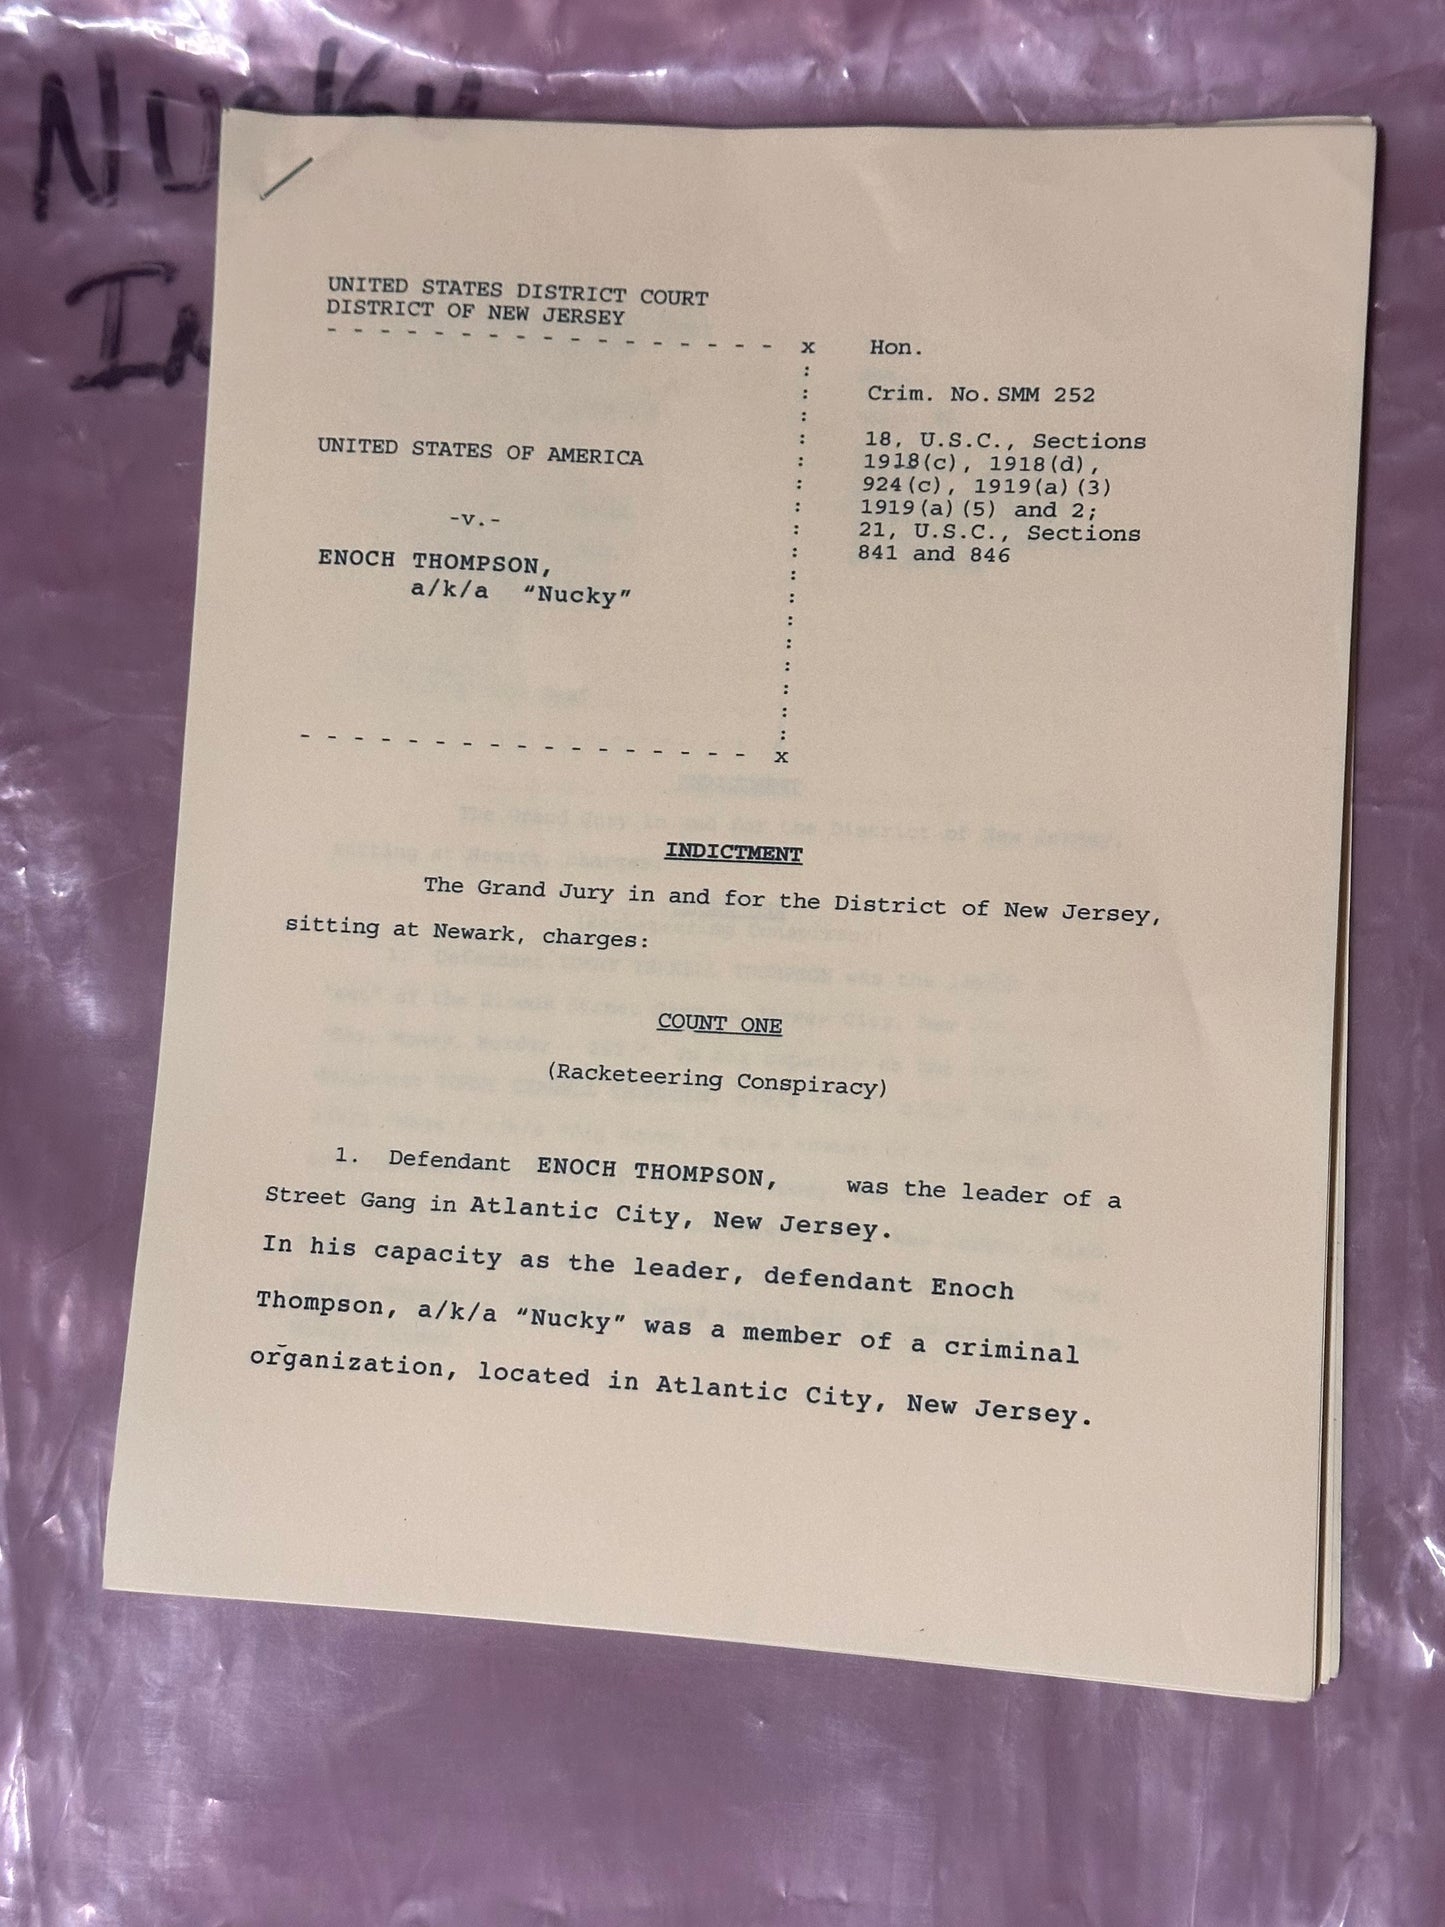 Nucky
UNITED STATES DISTRICT COURT
DISTRICT OF NEW JERSEY
- - - - - - - - - - - - - - - - - x
Hon.
Crim. No. SMM 252
18, U.S.C., Sections
1918(c), 1918(d),
924(c), 1919(a)(3)
1919(a)(5) and 2;
21, U.S.C., Sections
841 and 846
UNITED STATES OF AMERICA
-v.-
ENOCH THOMPSON,
a/k/a "Nucky"
- - - - - - - - - - - - - - - - - x
INDICTMENT
The Grand Jury in and for the District of New Jersey,
sitting at Newark, charges:
COUNT ONE
(Racketeering Conspiracy)
1. Defendant ENOCH THOMPSON, was the leader of a
Street Gang in Atlantic City, New Jersey.
In his capacity as the leader, defendant Enoch
Thompson, a/k/a "Nucky" was a member of a criminal
organization, located in Atlantic City, New Jersey.